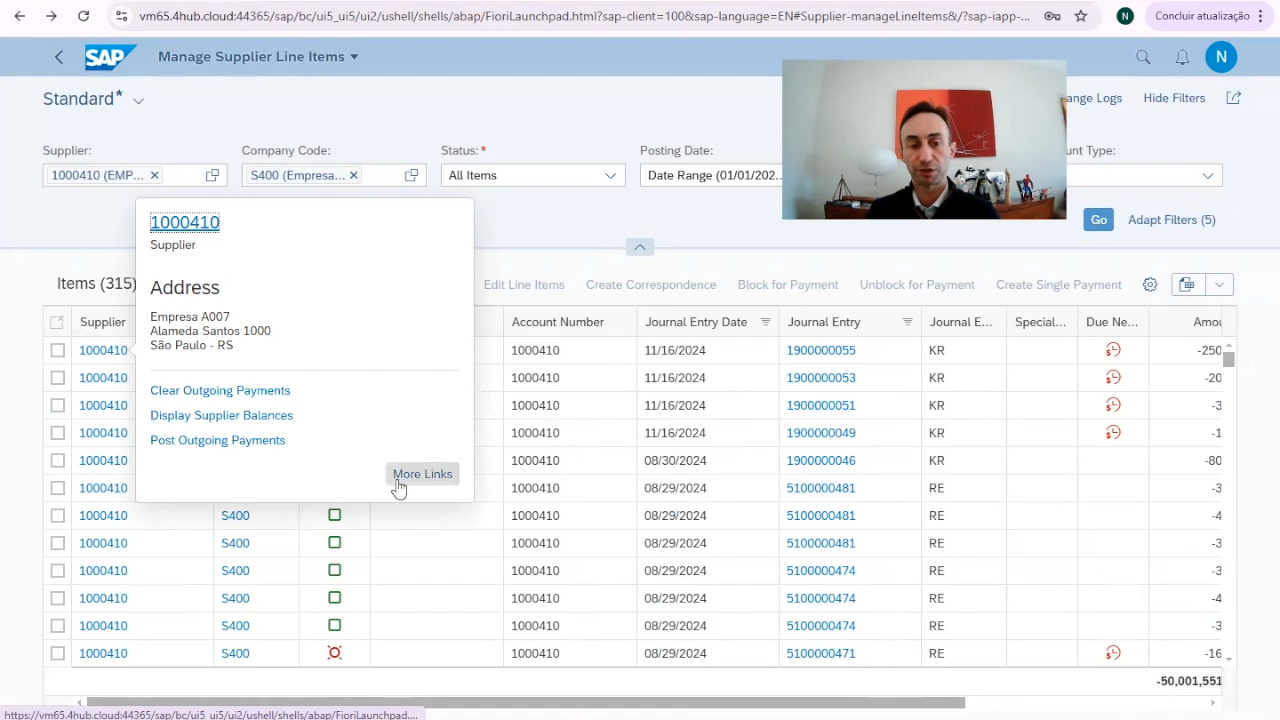 vm65.4hub.cloud:44365/sap/bc/ui5_ui5/ui2/ushell/shells/abap/FioriLaunchpad.html?sap-client=100&sap-language=EN#Supplier-manageLineItems&/?sap-iapp-...
N
Concluir atualização
SAP
Manage Supplier Line Items
N
Standard*
ange Logs
Hide Filters
Supplier:
Company Code:
Status:*
Posting Date:
nt Type:
1000410 (EMP...
S400 (Empresa...
All Items
Date Range (01/01/202...
Go
Adapt Filters (5)
1000410
Supplier
Address
Empresa A007
Alameda Santos 1000
São Paulo - RS
Clear Outgoing Payments
Display Supplier Balances
Post Outgoing Payments
More Links
Items (315)
Edit Line Items
Create Correspondence
Block for Payment
Unblock for Payment
Create Single Payment
Supplier Account Number Journal Entry Date Journal Entry Journal E... Special... Due Ne... Amou
1000410 1000410 11/16/2024 1900000055 KR -250
1000410 1000410 11/16/2024 1900000053 KR -20
1000410 1000410 11/16/2024 1900000051 KR -3
1000410 1000410 11/16/2024 1900000049 KR -1
1000410 1000410 08/30/2024 1900000046 KR -80
1000410 1000410 08/29/2024 5100000481 RE -3
1000410 S400 1000410 08/29/2024 5100000481 RE -4
1000410 S400 1000410 08/29/2024 5100000481 RE -3
1000410 S400 1000410 08/29/2024 5100000474 RE -3
1000410 S400 1000410 08/29/2024 5100000474 RE -4
1000410 S400 1000410 08/29/2024 5100000474 RE -3
1000410 S400 1000410 08/29/2024 5100000471 RE -16
-50,001,551
https://vm65.4hub.cloud:44365/sap/bc/ui5_ui5/ui2/ushell/shells/abap/FioriLaunchpad....